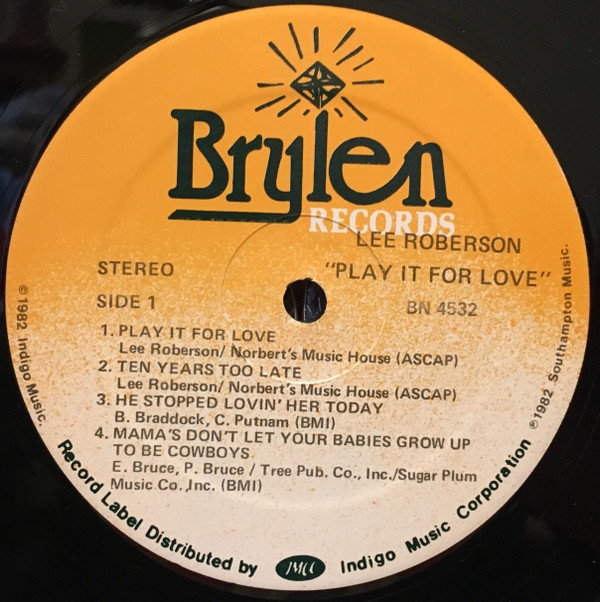 Brylen
RECORDS
LEE ROBERSON
STEREO
"PLAY IT FOR LOVE"
SIDE 1
BN 4532
1. PLAY IT FOR LOVE
Lee Roberson/ Norbert's Music House (ASCAP)
2. TEN YEARS TOO LATE
Lee Roberson/ Norbert's Music House (ASCAP)
3. HE STOPPED LOVIN' HER TODAY
B. Braddock, C. Putnam (BMI)
4. MAMA'S DON'T LET YOUR BABIES GROW UP
TO BE COWBOYS
E. Bruce, P. Bruce / Tree Pub. Co., Inc./Sugar Plum
Music Co.,Inc. (BMI)
©1982 Indigo Music.
℗1982 Southampton Music.
Record Label Distributed by IMC Indigo Music Corporation